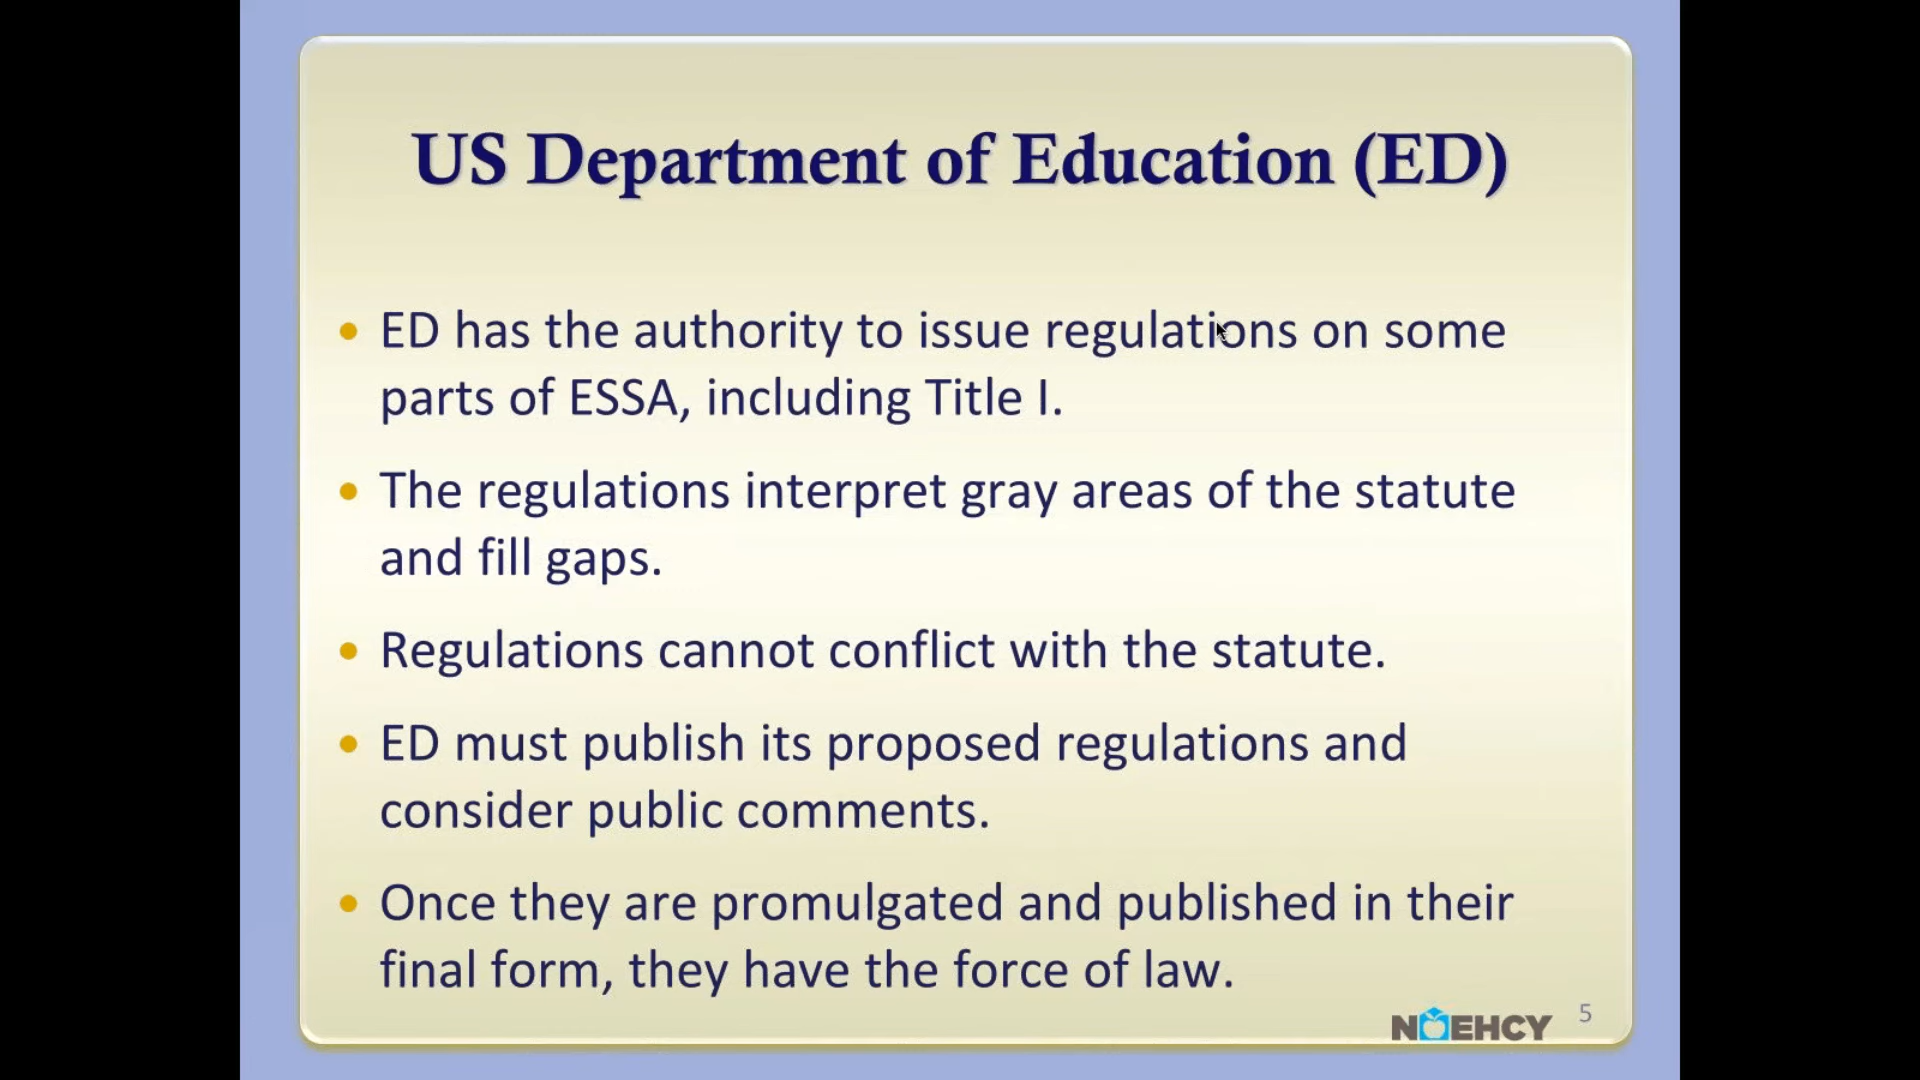 US Department of Education (ED)
• ED has the authority to issue regulations on some
parts of ESSA, including Title I.
• The regulations interpret gray areas of the statute
and fill gaps.
• Regulations cannot conflict with the statute.
• ED must publish its proposed regulations and
consider public comments.
• Once they are promulgated and published in their
final form, they have the force of law.
NAEHCY 5